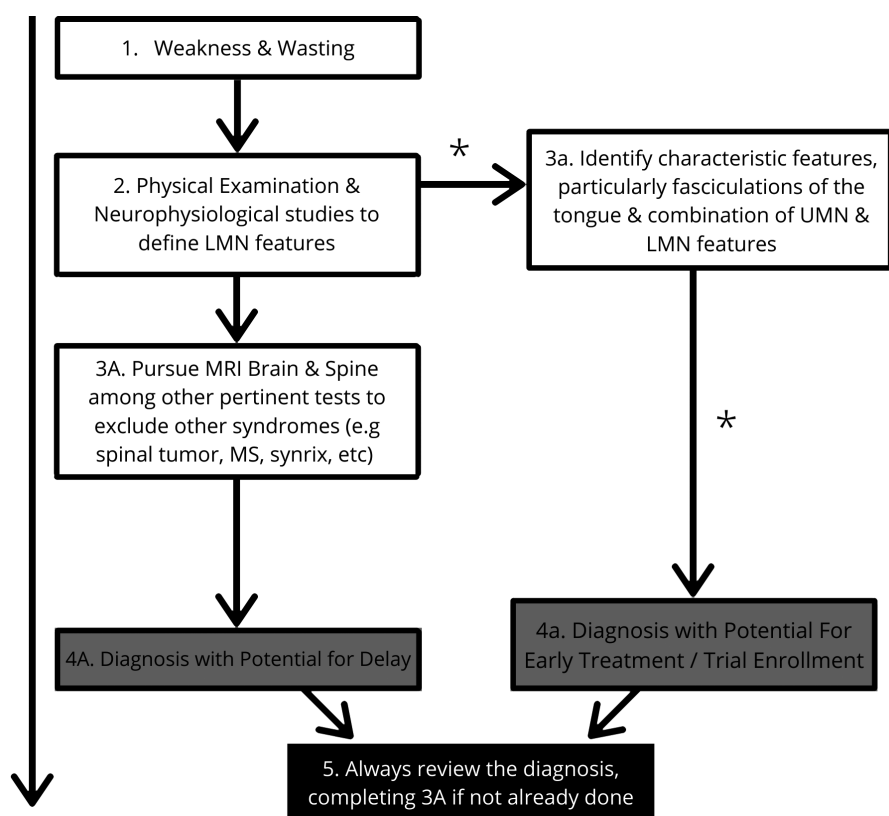 1. Weakness & Wasting
2. Physical Examination &
Neurophysiological studies to
define LMN features
*
3a. Identify characteristic features,
particularly fasciculations of the
tongue & combination of UMN &
LMN features
3A. Pursue MRI Brain & Spine
among other pertinent tests to
exclude other syndromes (e.g
spinal tumor, MS, synrix, etc)
*
4A. Diagnosis with Potential for Delay
4a. Diagnosis with Potential For
Early Treatment / Trial Enrollment
5. Always review the diagnosis,
completing 3A if not already done